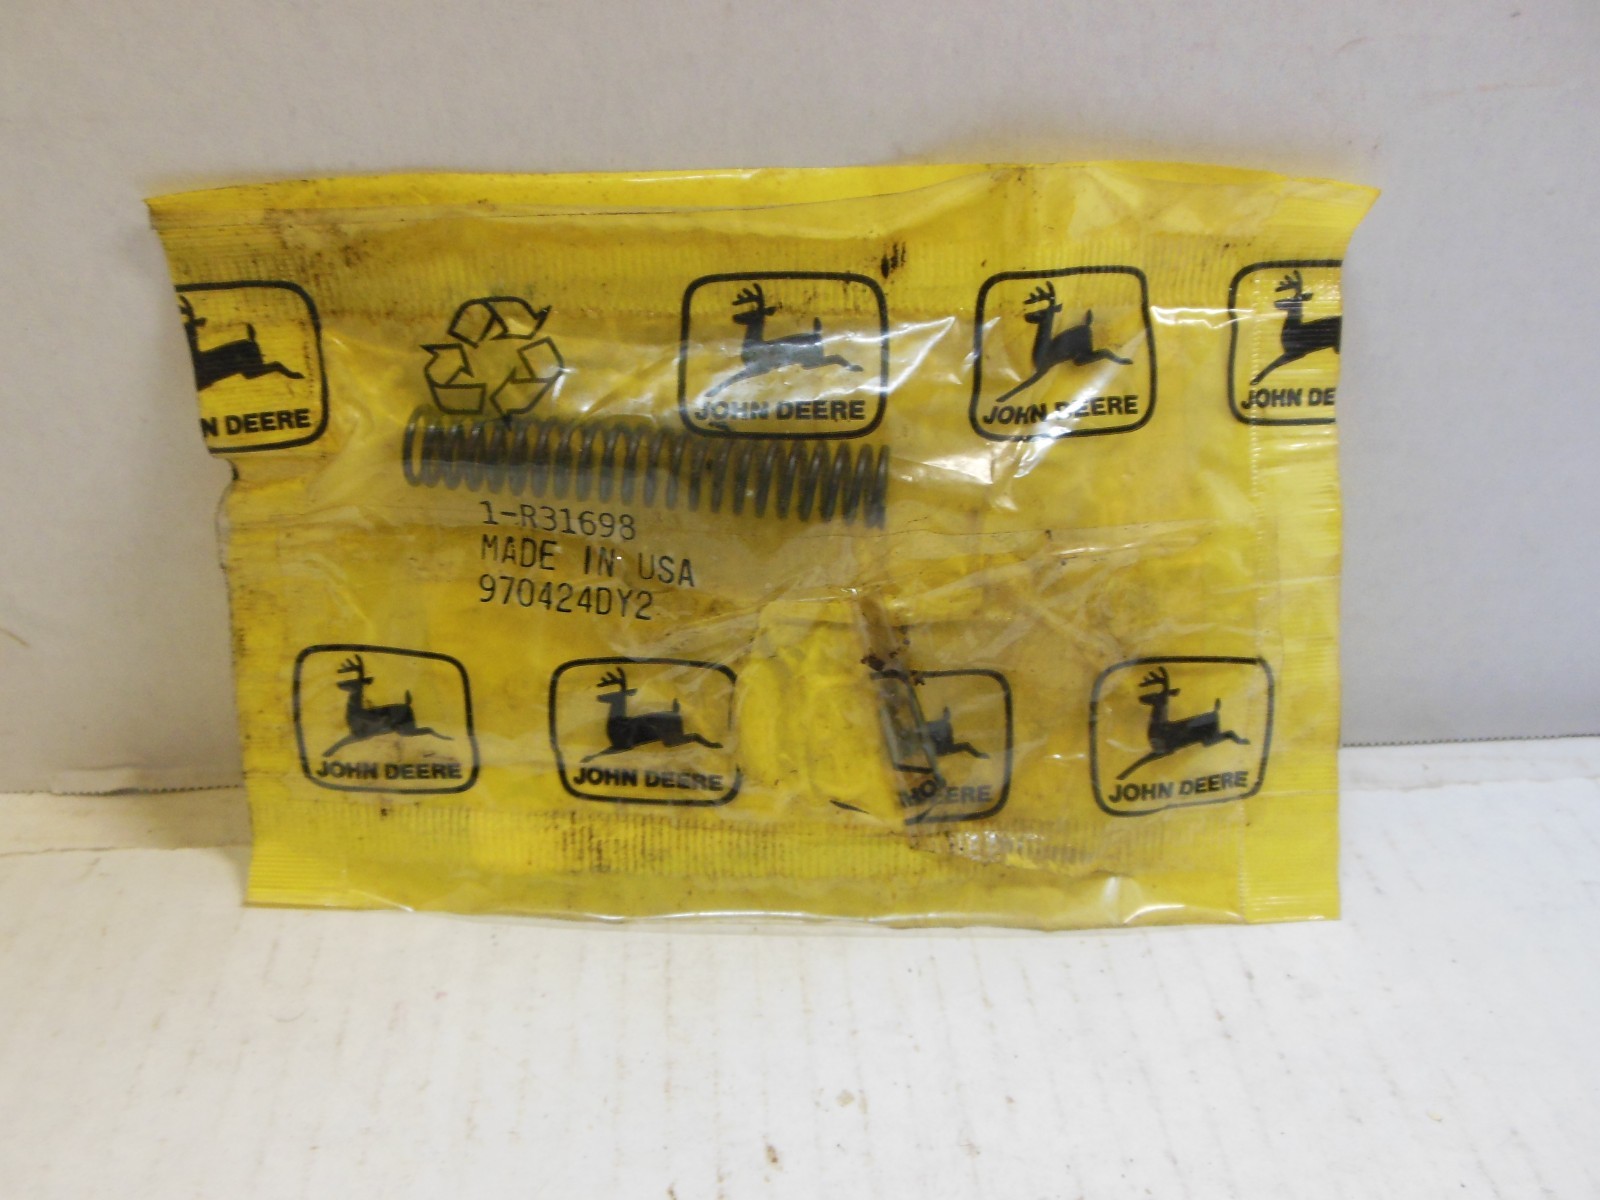 N DEERE
JOHN DEERE
JOHN DEERE
JOHN DE
1-R31698
MADE IN USA
970424DY2
JOHN DEERE
JOHN DEERE
DEERE
JOHN DEERE